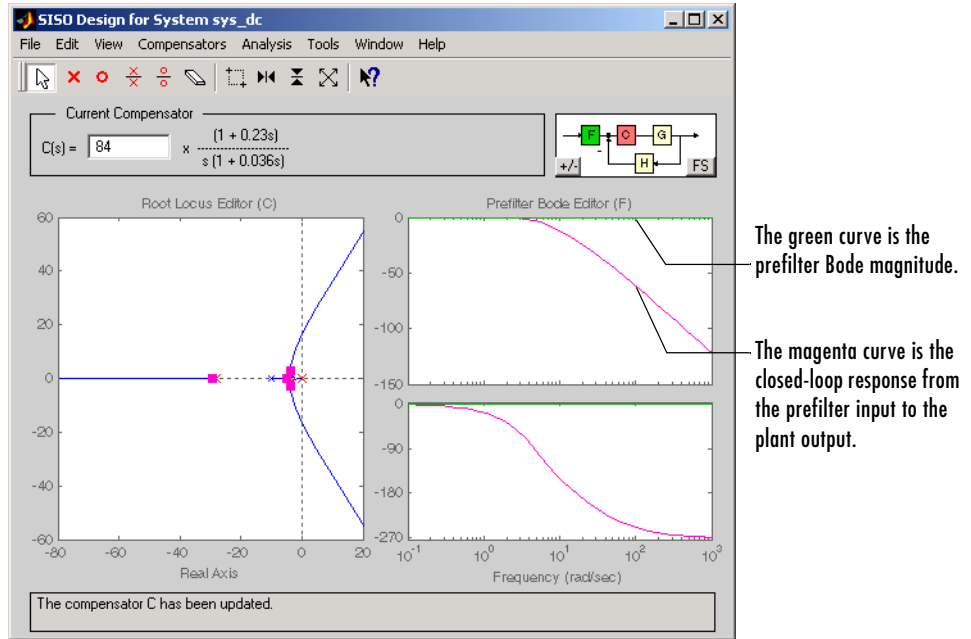 SISO Design for System sys_dc
File Edit View Compensators Analysis Tools Window Help
Current Compensator
C(s) = 84 x (1 + 0.23s)
s (1 + 0.036s)
F C G
H
+/- FS
Root Locus Editor (C)
60
40
20
0
-20
-40
-60
-80 -60 -40 -20 0 20
Real Axis
Prefilter Bode Editor (F)
0
-50
-100
-150
0
-90
-180
-270
10^-1 10^0 10^1 10^2 10^3
Frequency (rad/sec)
The compensator C has been updated.
The green curve is the
prefilter Bode magnitude.
The magenta curve is the
closed-loop response from
the prefilter input to the
plant output.